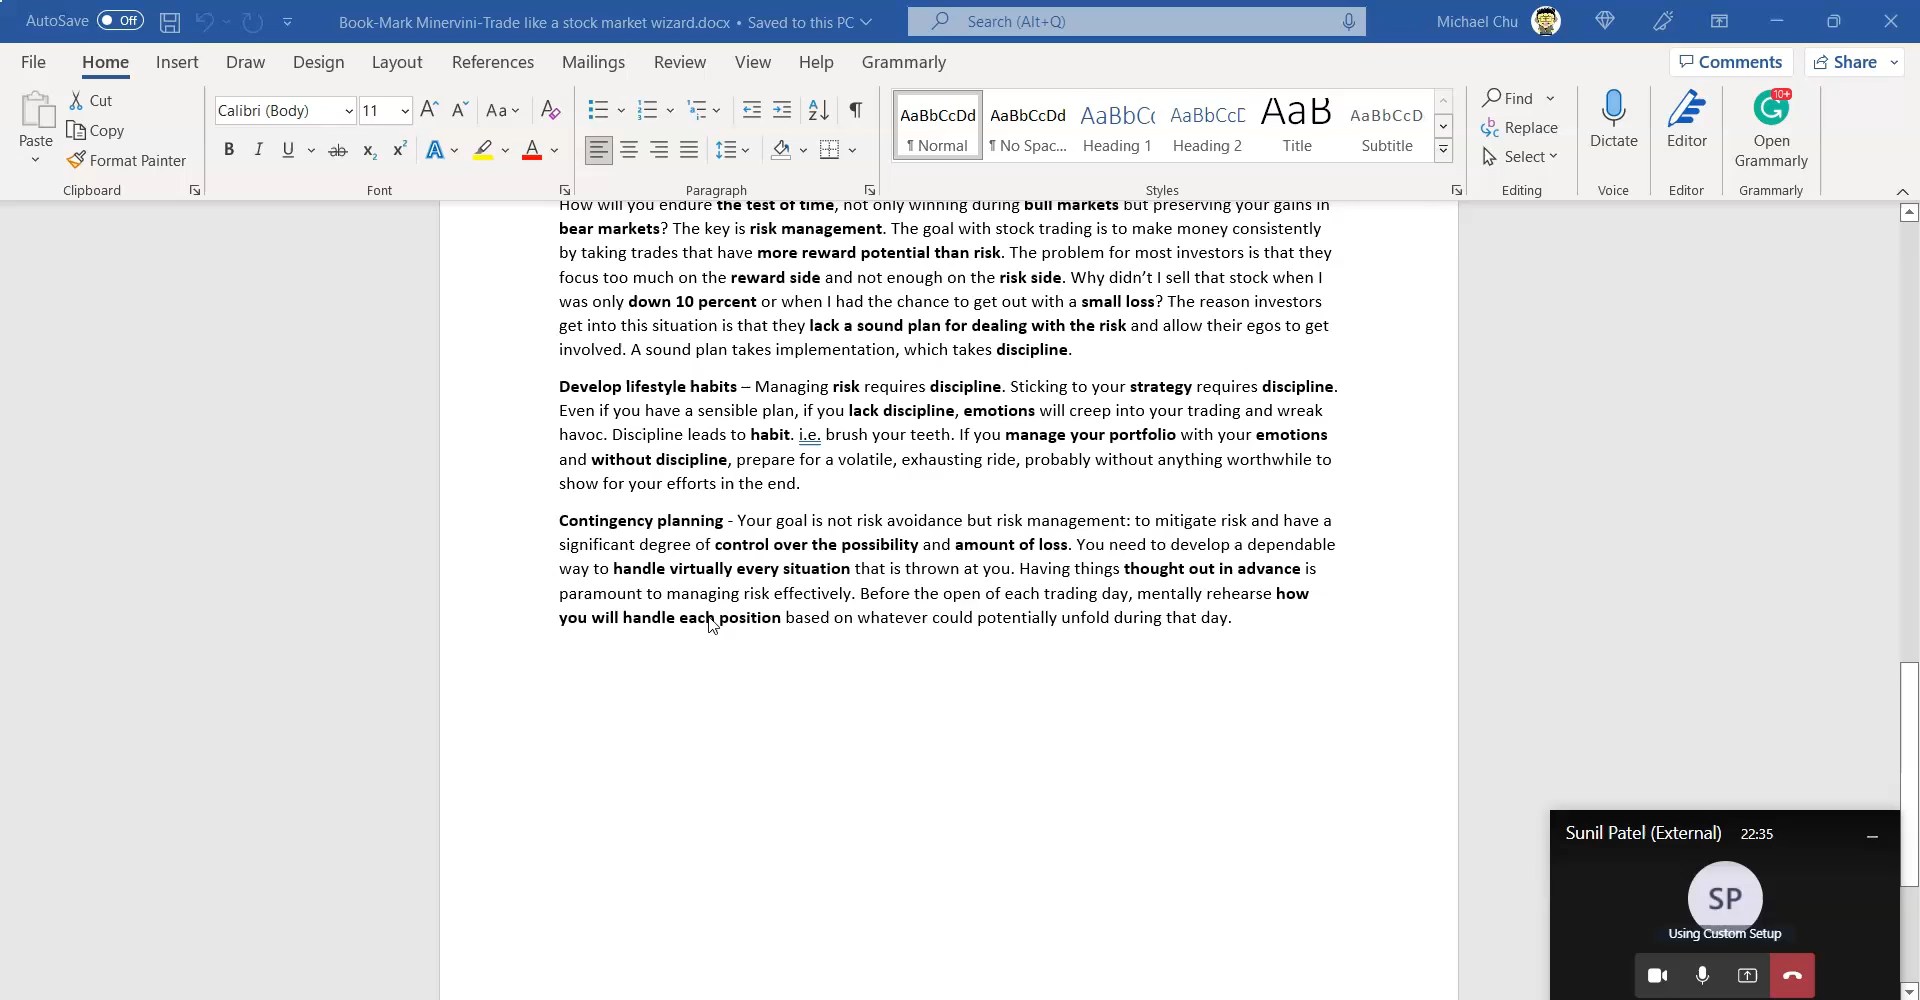 AutoSave Off Book-Mark Minervini-Trade like a stock market wizard.docx • Saved to this PC Search (Alt+Q) Michael Chu
File Home Insert Draw Design Layout References Mailings Review View Help Grammarly Comments Share
Paste Cut Copy Format Painter
Clipboard
Calibri (Body) 11 A^ A˅ Aa A
B I U ab x₂ x² A A
Font
Paragraph
AaBbCcDd AaBbCcDd AaBbC( AaBbCcE AaB AaBbCcD
¶ Normal ¶ No Spac... Heading 1 Heading 2 Title Subtitle
Styles
Find
Replace
Select
Editing
Dictate
Voice
Editor
Editor
10+
Open
Grammarly
Grammarly
How will you endure the test of time, not only winning during bull markets but preserving your gains in
bear markets? The key is risk management. The goal with stock trading is to make money consistently
by taking trades that have more reward potential than risk. The problem for most investors is that they
focus too much on the reward side and not enough on the risk side. Why didn’t I sell that stock when I
was only down 10 percent or when I had the chance to get out with a small loss? The reason investors
get into this situation is that they lack a sound plan for dealing with the risk and allow their egos to get
involved. A sound plan takes implementation, which takes discipline.
Develop lifestyle habits – Managing risk requires discipline. Sticking to your strategy requires discipline.
Even if you have a sensible plan, if you lack discipline, emotions will creep into your trading and wreak
havoc. Discipline leads to habit. i.e. brush your teeth. If you manage your portfolio with your emotions
and without discipline, prepare for a volatile, exhausting ride, probably without anything worthwhile to
show for your efforts in the end.
Contingency planning - Your goal is not risk avoidance but risk management: to mitigate risk and have a
significant degree of control over the possibility and amount of loss. You need to develop a dependable
way to handle virtually every situation that is thrown at you. Having things thought out in advance is
paramount to managing risk effectively. Before the open of each trading day, mentally rehearse how
you will handle each position based on whatever could potentially unfold during that day.
Sunil Patel (External) 22:35
SP
Using Custom Setup